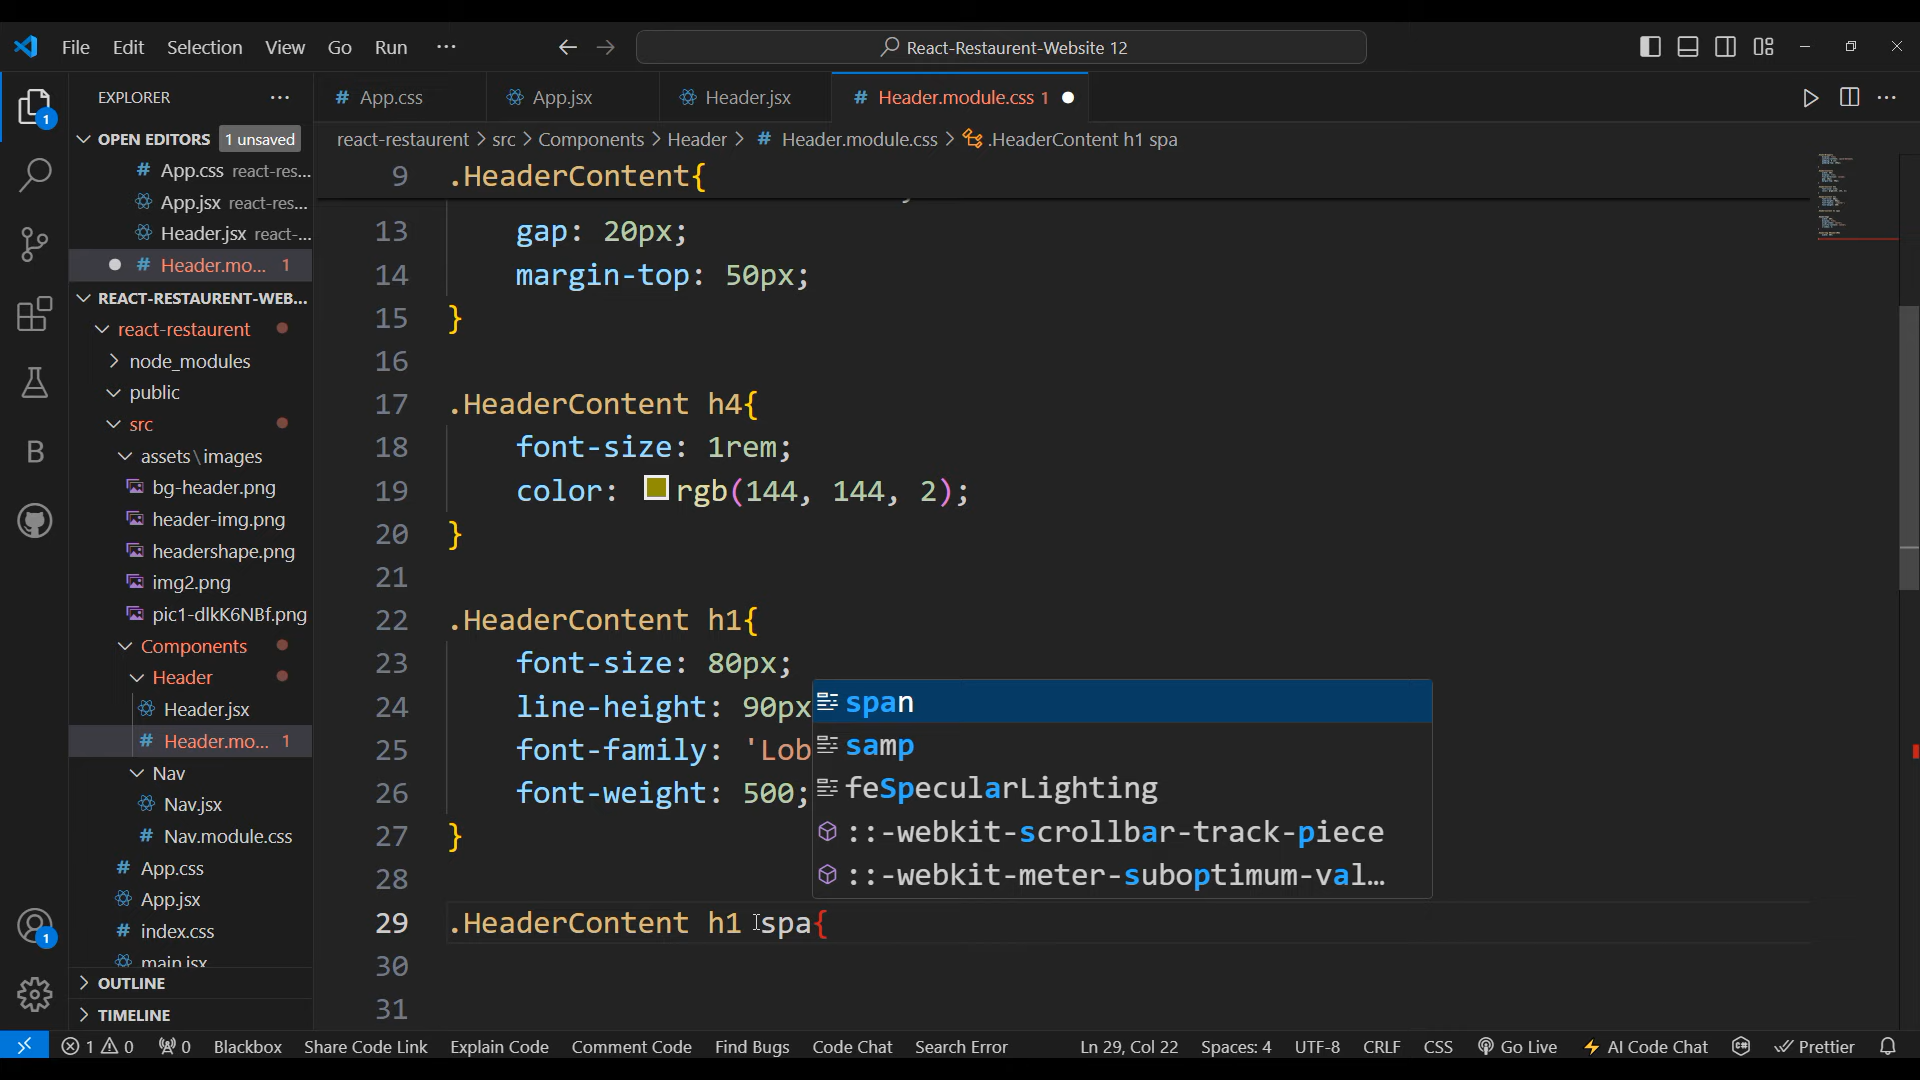 File Edit Selection View Go Run ··· React-Restaurent-Website 12
EXPLORER
OPEN EDITORS 1 unsaved
App.css react-res...
App.jsx react-res...
Header.jsx react-...
Header.mo... 1
REACT-RESTAURENT-WEB...
react-restaurent
node_modules
public
src
assets\images
bg-header.png
header-img.png
headershape.png
img2.png
pic1-dlkK6NBf.png
Components
Header
Header.jsx
Header.mo... 1
Nav
Nav.jsx
Nav.module.css
App.css
App.jsx
index.css
main.jsx
OUTLINE
TIMELINE
App.css App.jsx Header.jsx Header.module.css 1
react-restaurent > src > Components > Header > # Header.module.css > .HeaderContent h1 spa
9 .HeaderContent{
13 gap: 20px;
14 margin-top: 50px;
15 }
16
17 .HeaderContent h4{
18 font-size: 1rem;
19 color: rgb(144, 144, 2);
20 }
21
22 .HeaderContent h1{
23 font-size: 80px;
24 line-height: 90px
25 font-family: 'Lob
26 font-weight: 500;
27 }
28
29 .HeaderContent h1 spa{
30
31
span
samp
feSpecularLighting
::-webkit-scrollbar-track-piece
::-webkit-meter-suboptimum-val...
1 0 0 Blackbox Share Code Link Explain Code Comment Code Find Bugs Code Chat Search Error Ln 29, Col 22 Spaces: 4 UTF-8 CRLF CSS Go Live AI Code Chat Prettier